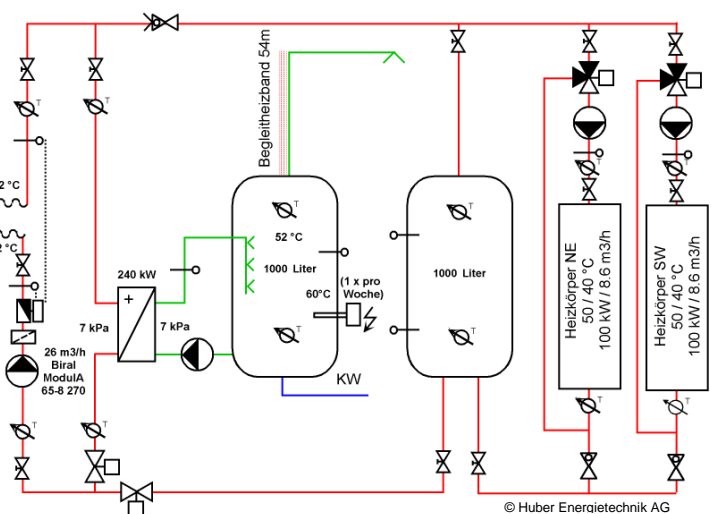 Begleitheizband 54m
T
T
T
T
T
2 °C
2 °C
T
52 °C
1000 Liter
(1 x pro
Woche)
60°C
T
T
1000 Liter
T
240 kW
+
7 kPa
7 kPa
26 m3/h
Biral
ModulA
65-8 270
KW
Heizkörper NE
50 / 40 °C
100 kW / 8.6 m3/h
Heizkörper SW
50 / 40 °C
100 kW / 8.6 m3/h
T
T
T
T
© Huber Energietechnik AG